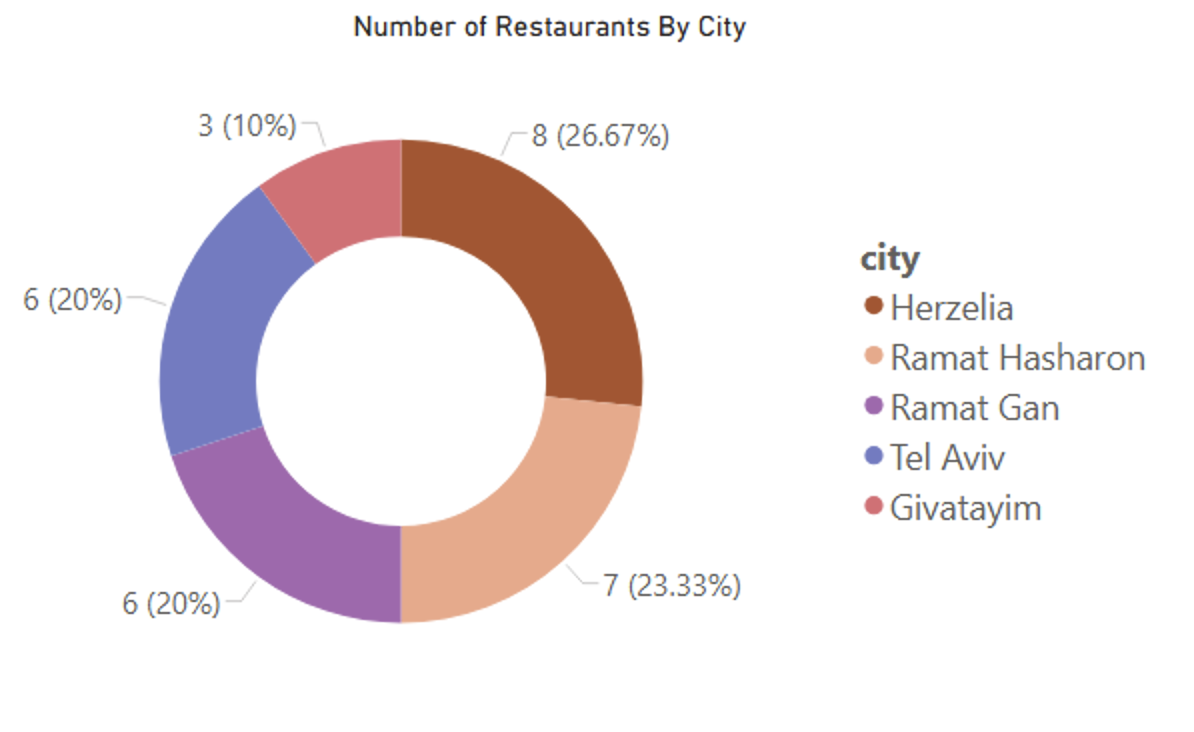 Number of Restaurants By City
3 (10%)
8 (26.67%)
6 (20%)
6 (20%)
7 (23.33%)
city
Herzelia
Ramat Hasharon
Ramat Gan
Tel Aviv
Givatayim